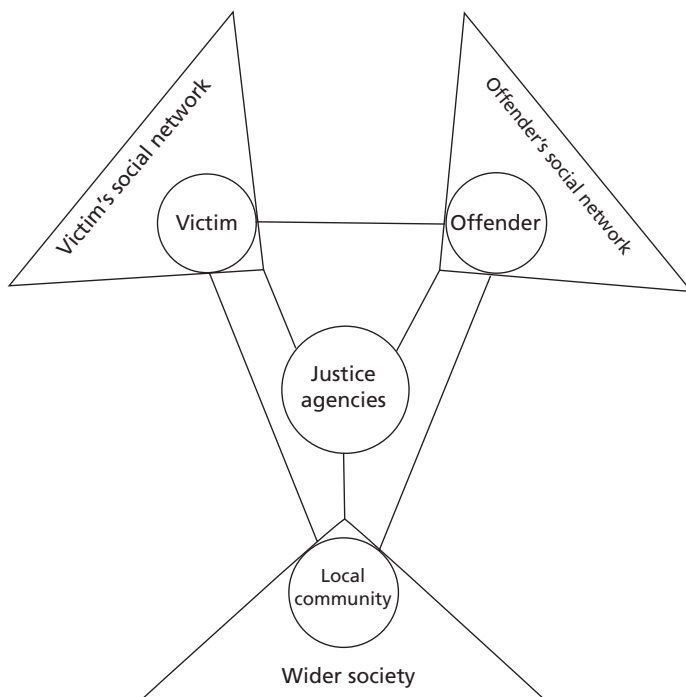 Victim's social network
Offender's social network
Victim
Offender
Justice
agencies
Local
community
Wider society